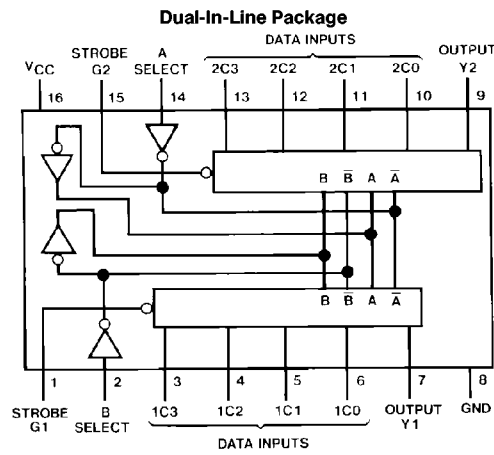 Dual-In-Line Package
DATA INPUTS
STROBE A OUTPUT
VCC G2 SELECT 2C3 2C2 2C1 2C0 Y2
16 15 14 13 12 11 10 9
B B̅ A A̅
B B̅ A A̅
1 2 3 4 5 6 7 8
STROBE B 1C3 1C2 1C1 1C0 OUTPUT GND
G1 SELECT Y1
DATA INPUTS